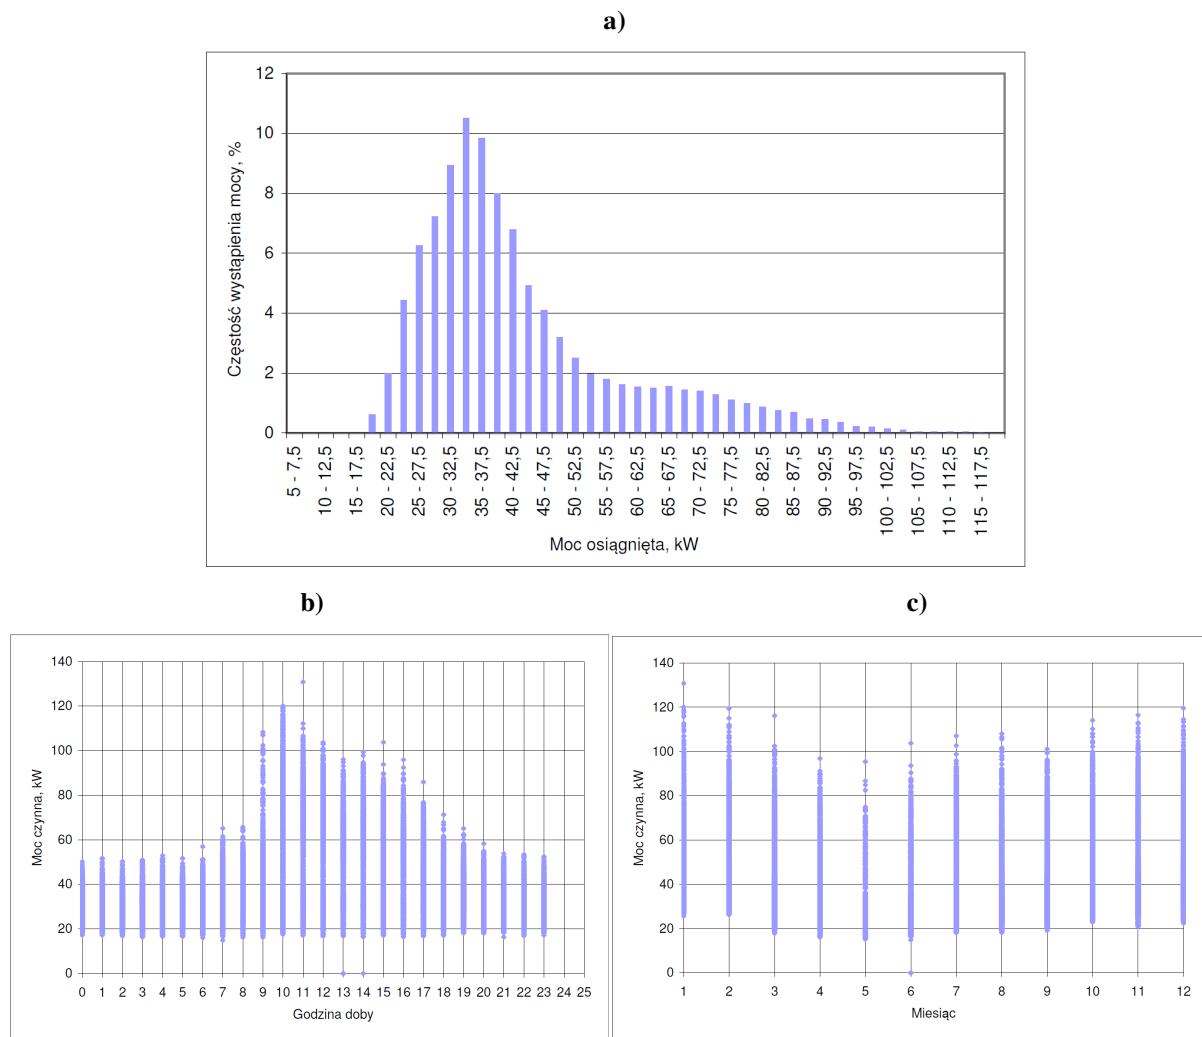 a)
12
10
8
6
4
2
0
Częstość wystąpienia mocy, %
5 - 7,5
10 - 12,5
15 - 17,5
20 - 22,5
25 - 27,5
30 - 32,5
35 - 37,5
40 - 42,5
45 - 47,5
50 - 52,5
55 - 57,5
60 - 62,5
65 - 67,5
70 - 72,5
75 - 77,5
80 - 82,5
85 - 87,5
90 - 92,5
95 - 97,5
100 - 102,5
105 - 107,5
110 - 112,5
115 - 117,5
Moc osiągnięta, kW
b)
140
120
100
80
60
40
20
0
Moc czynna, kW
0 1 2 3 4 5 6 7 8 9 10 11 12 13 14 15 16 17 18 19 20 21 22 23 24 25
Godzina doby
c)
140
120
100
80
60
40
20
0
Moc czynna, kW
1 2 3 4 5 6 7 8 9 10 11 12
Miesiąc